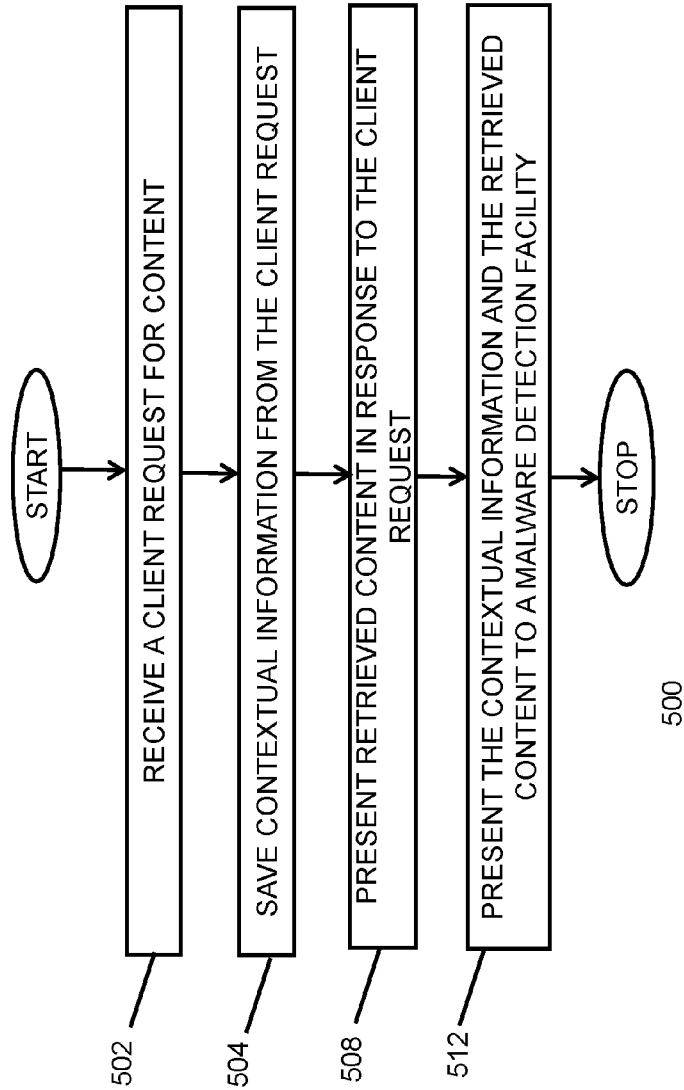 START
502
RECEIVE A CLIENT REQUEST FOR CONTENT
504
SAVE CONTEXTUAL INFORMATION FROM THE CLIENT REQUEST
508
PRESENT RETRIEVED CONTENT IN RESPONSE TO THE CLIENT
REQUEST
512
PRESENT THE CONTEXTUAL INFORMATION AND THE RETRIEVED
CONTENT TO A MALWARE DETECTION FACILITY
STOP
500